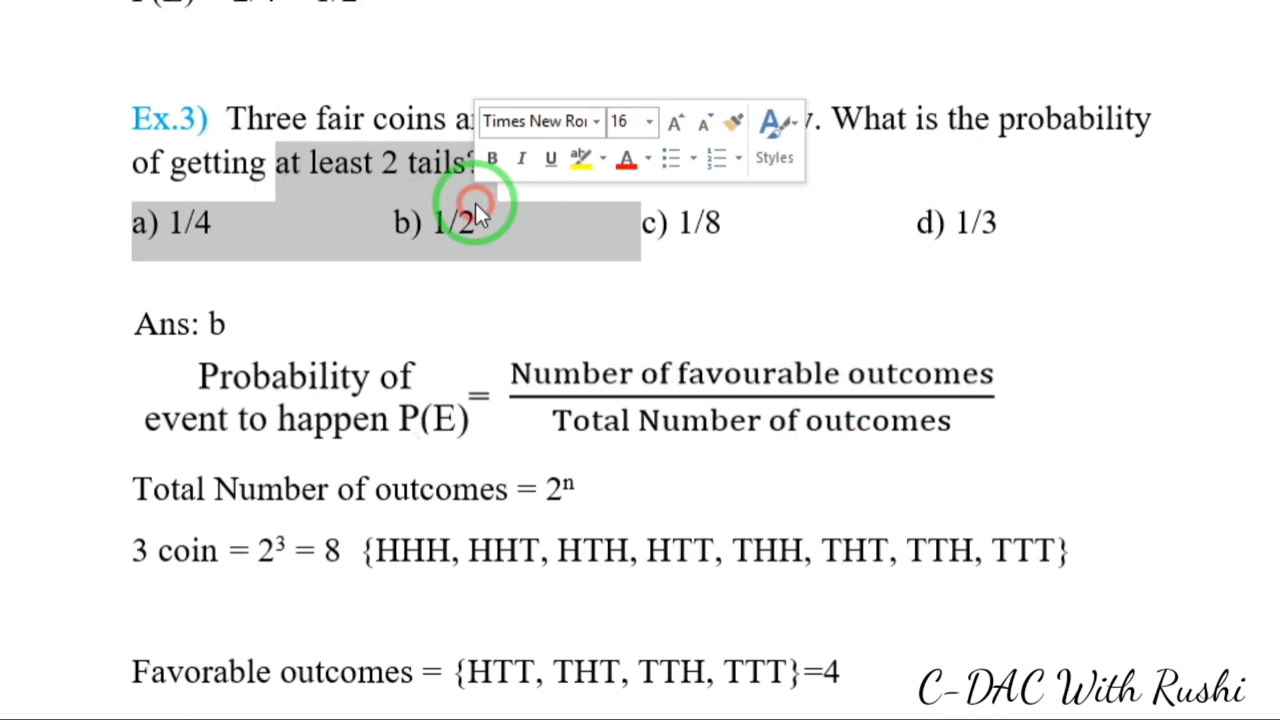 Ex.3) Three fair coins a . What is the probability
of getting at least 2 tails?
Times New Roı 16 A A A
B I U ab A Styles
a) 1/4 b) 1/2 c) 1/8 d) 1/3
Ans: b
Probability of
event to happen P(E) = Number of favourable outcomes
Total Number of outcomes
Total Number of outcomes = 2ⁿ
3 coin = 2³ = 8 {HHH, HHT, HTH, HTT, THH, THT, TTH, TTT}
Favorable outcomes = {HTT, THT, TTH, TTT}=4
C-DAC With Rushi